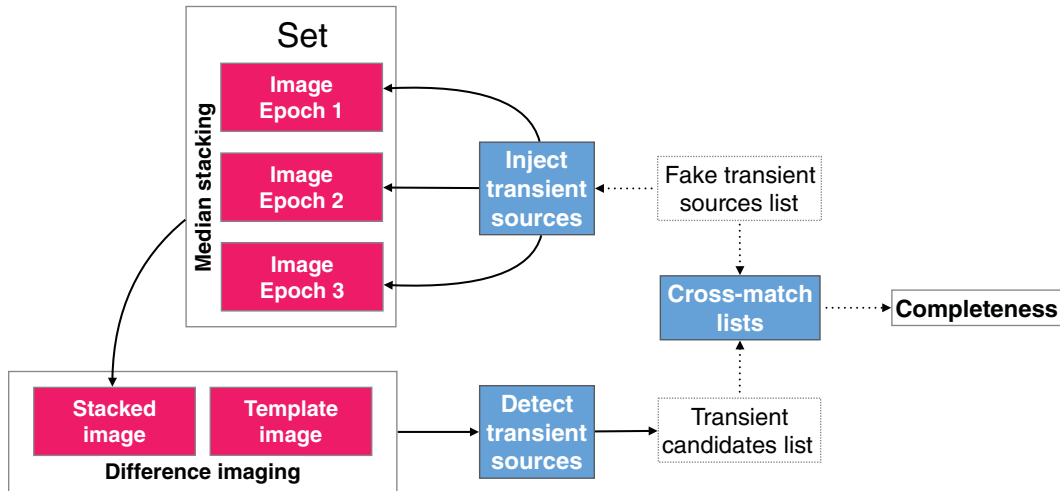 Set
Image
Epoch 1
Image
Epoch 2
Image
Epoch 3
Median stacking
Inject
transient
sources
Fake transient
sources list
Cross-match
lists
Completeness
Stacked
image
Template
image
Difference imaging
Detect
transient
sources
Transient
candidates list